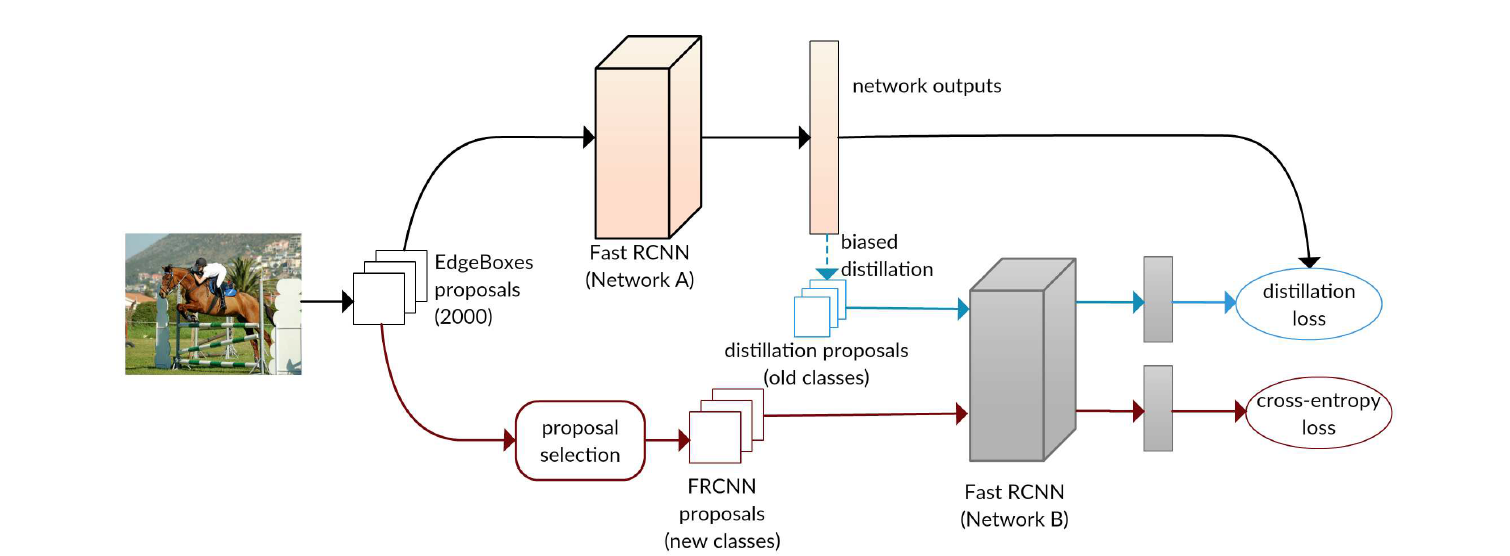 network outputs
Fast RCNN
(Network A)
EdgeBoxes
proposals
(2000)
biased
distillation
distillation proposals
(old classes)
distillation
loss
proposal
selection
FRCNN
proposals
(new classes)
Fast RCNN
(Network B)
cross-entropy
loss